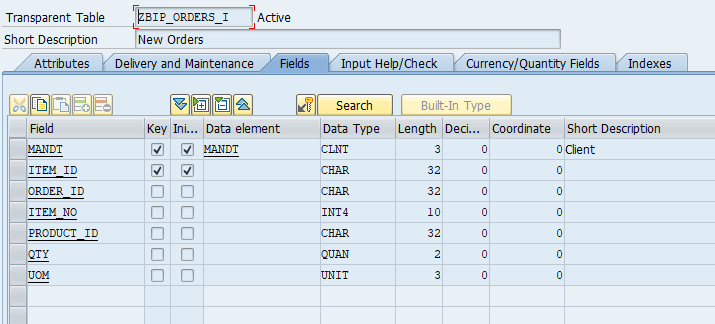 Transparent Table ZBIP_ORDERS_I Active
Short Description New Orders
Attributes Delivery and Maintenance Fields Input Help/Check Currency/Quantity Fields Indexes
Search Built-In Type
Field Key Ini... Data element Data Type Length Deci... Coordinate Short Description
MANDT MANDT CLNT 3 0 0 Client
ITEM_ID CHAR 32 0 0
ORDER_ID CHAR 32 0 0
ITEM_NO INT4 10 0 0
PRODUCT_ID CHAR 32 0 0
QTY QUAN 2 0 0
UOM UNIT 3 0 0